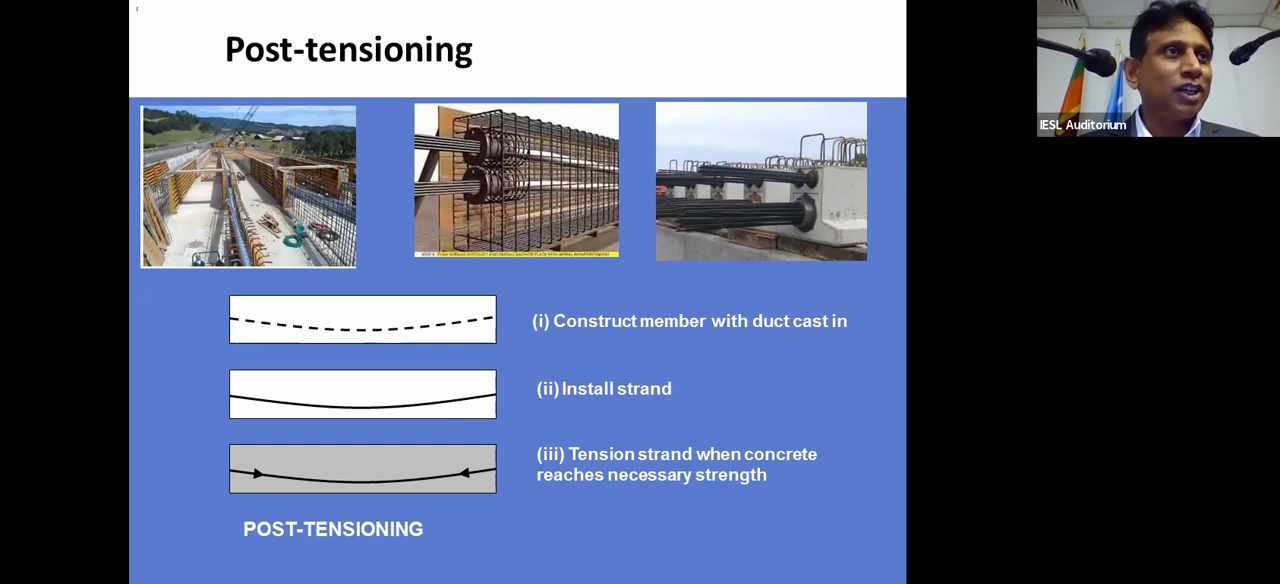 Post-tensioning
IESL Auditorium
(i) Construct member with duct cast in
(ii) Install strand
(iii) Tension strand when concrete
reaches necessary strength
POST-TENSIONING